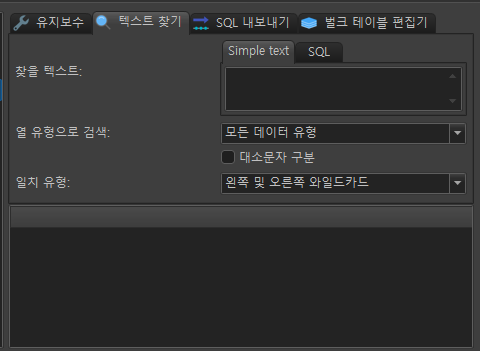 유지보수 텍스트 찾기 SQL 내보내기 벌크 테이블 편집기
Simple text SQL
찾을 텍스트:
열 유형으로 검색: 모든 데이터 유형
대소문자 구분
일치 유형: 왼쪽 및 오른쪽 와일드카드